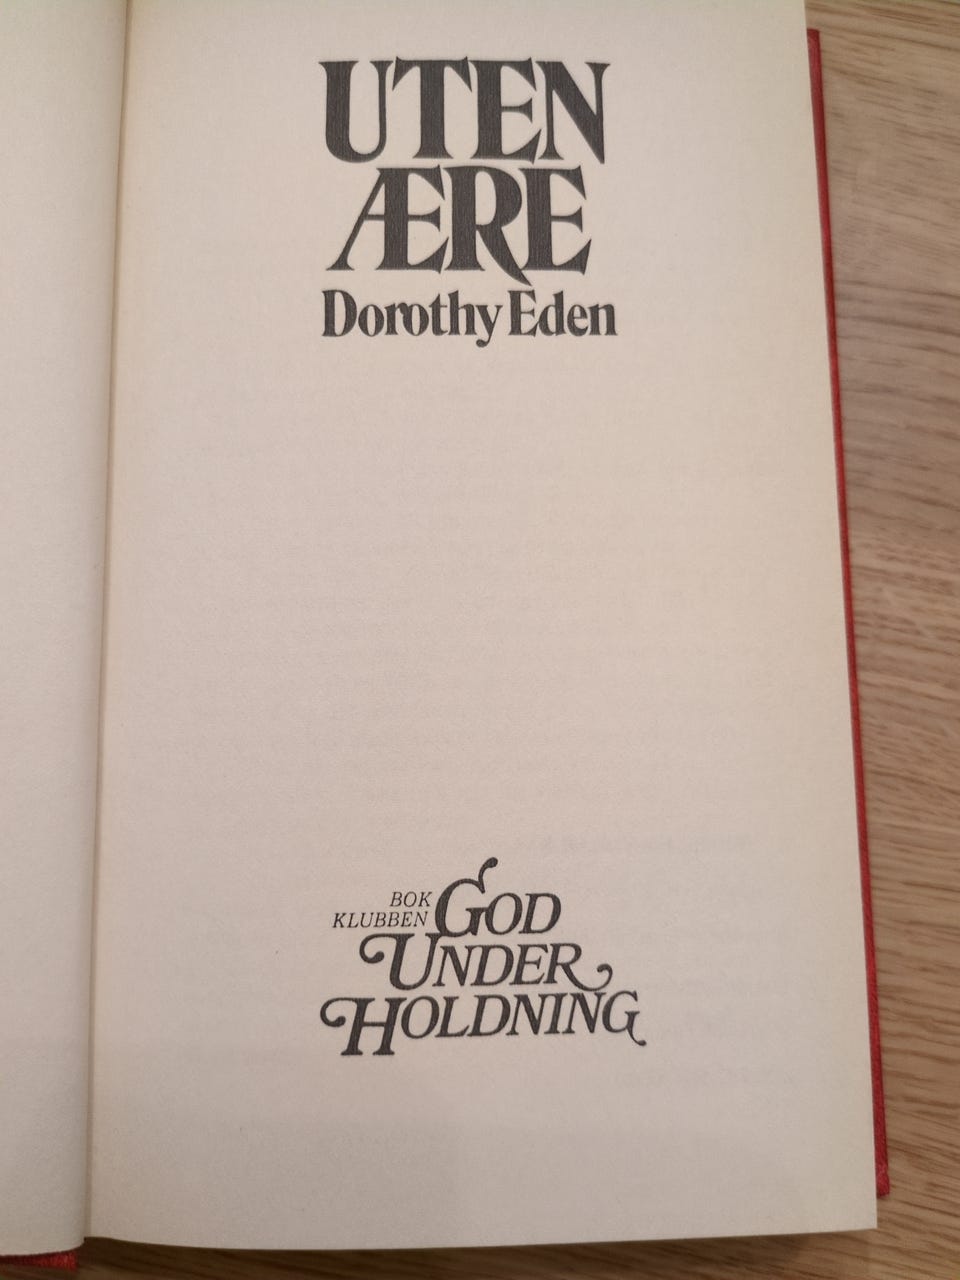 UTEN
ÆRE
Dorothy Eden
BOK
KLUBBEN GOD
UNDER
HOLDNING